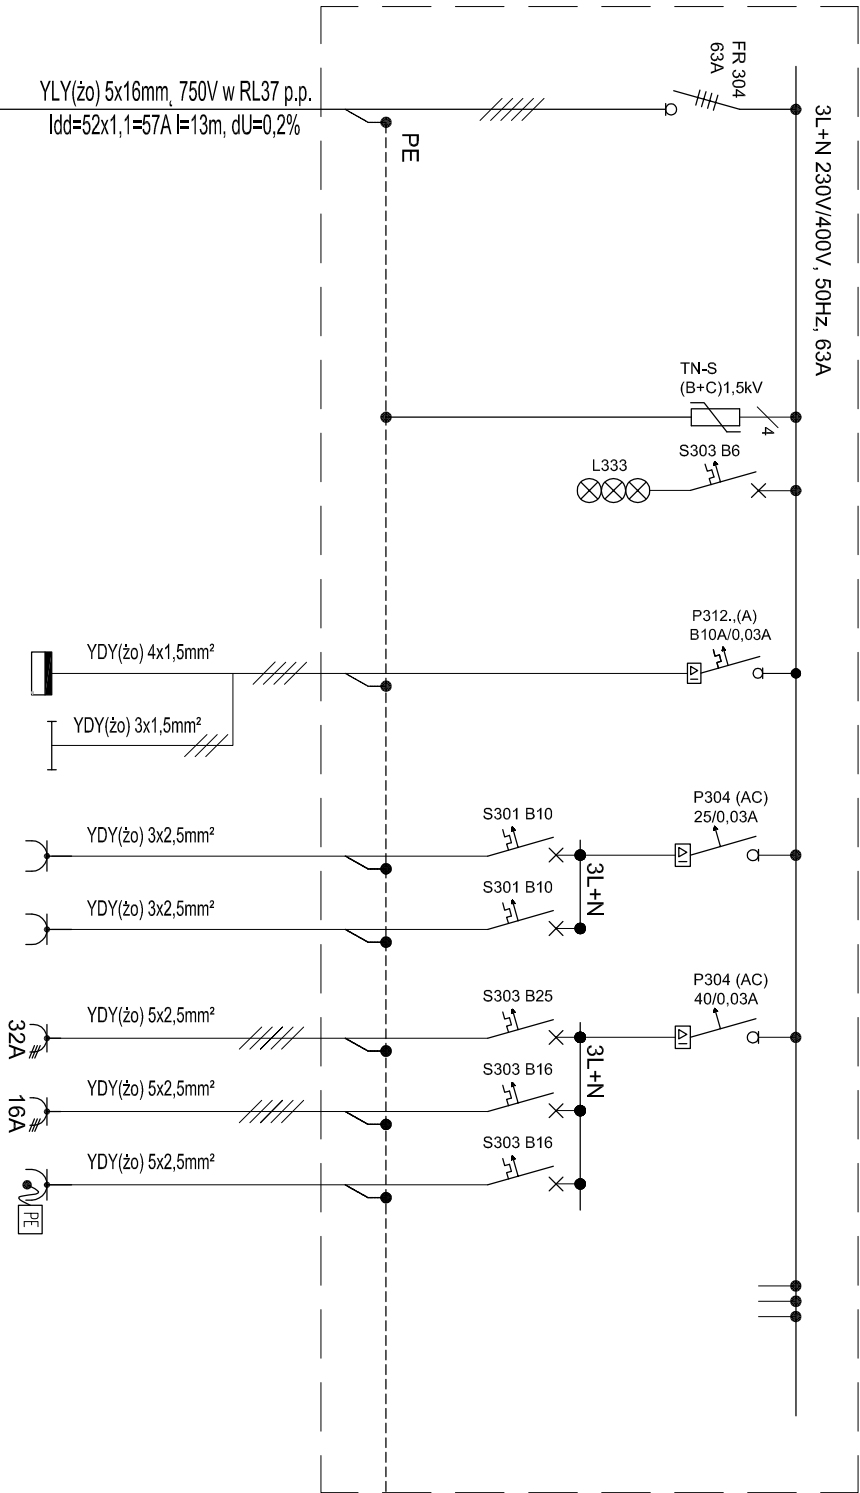 YLY(żo) 5x16mm, 750V w RL37 p.p.
Idd=52x1,1=57A l=13m, dU=0,2%
PE
FR 304
63A
3L+N 230V/400V, 50Hz, 63A
TN-S
(B+C)1,5kV
4
S303 B6
L333
P312.,(A)
B10A/0,03A
YDY(żo) 4x1,5mm²
YDY(żo) 3x1,5mm²
P304 (AC)
25/0,03A
S301 B10
YDY(żo) 3x2,5mm²
3L+N
S301 B10
YDY(żo) 3x2,5mm²
P304 (AC)
40/0,03A
S303 B25
YDY(żo) 5x2,5mm²
32A
3L+N
S303 B16
YDY(żo) 5x2,5mm²
16A
S303 B16
YDY(żo) 5x2,5mm²
PE